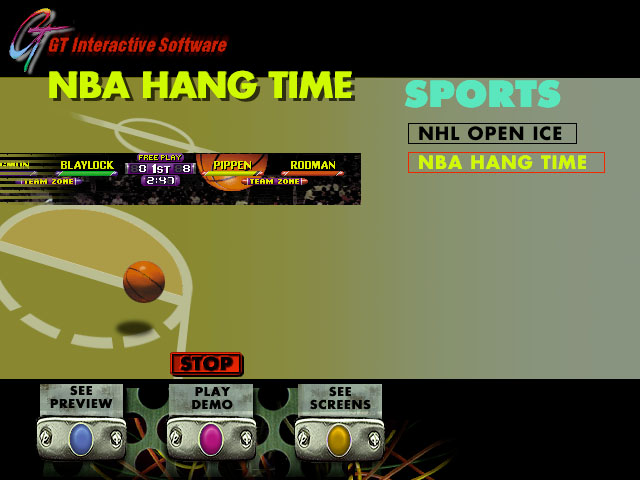 GT Interactive Software
NBA HANG TIME
SPORTS
NHL OPEN ICE
NBA HANG TIME
BLAYLOCK
FREE PLAY
PIPPEN
RODMAN
8 1ST 8
TEAM ZONE
2:47
TEAM ZONE
STOP
SEE
PREVIEW
PLAY
DEMO
SEE
SCREENS